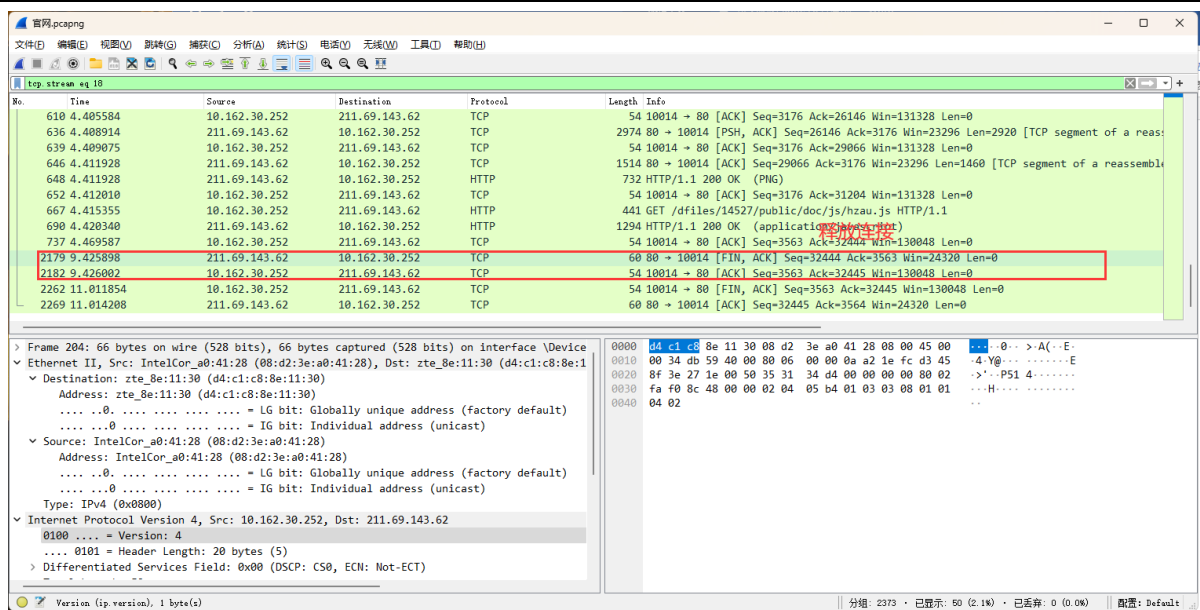 官网.pcapng
文件(F) 编辑(E) 视图(V) 跳转(G) 捕获(C) 分析(A) 统计(S) 电话(Y) 无线(W) 工具(T) 帮助(H)
tcp.stream eq 18
No. Time Source Destination Protocol Length Info
610 4.405584 10.162.30.252 211.69.143.62 TCP 54 10014 → 80 [ACK] Seq=3176 Ack=26146 Win=131328 Len=0
636 4.408914 211.69.143.62 10.162.30.252 TCP 2974 80 → 10014 [PSH, ACK] Seq=26146 Ack=3176 Win=23296 Len=2920 [TCP segment of a reas
639 4.409075 10.162.30.252 211.69.143.62 TCP 54 10014 → 80 [ACK] Seq=3176 Ack=29066 Win=131328 Len=0
646 4.411928 211.69.143.62 10.162.30.252 TCP 1514 80 → 10014 [ACK] Seq=29066 Ack=3176 Win=23296 Len=1460 [TCP segment of a reassemble
648 4.411928 211.69.143.62 10.162.30.252 HTTP 732 HTTP/1.1 200 OK (PNG)
652 4.412010 10.162.30.252 211.69.143.62 TCP 54 10014 → 80 [ACK] Seq=3176 Ack=31204 Win=131328 Len=0
667 4.415355 10.162.30.252 211.69.143.62 HTTP 441 GET /dfiles/14527/public/doc/js/hzau.js HTTP/1.1
690 4.420340 211.69.143.62 10.162.30.252 HTTP 1294 HTTP/1.1 200 OK (application
释放连接
737 4.469587 10.162.30.252 211.69.143.62 TCP 54 10014 → 80 [ACK] Seq=3563 Ack=32444 Win=130048 Len=0
2179 9.425898 211.69.143.62 10.162.30.252 TCP 60 80 → 10014 [FIN, ACK] Seq=32444 Ack=3563 Win=24320 Len=0
2182 9.426002 10.162.30.252 211.69.143.62 TCP 54 10014 → 80 [ACK] Seq=3563 Ack=32445 Win=130048 Len=0
2262 11.011854 10.162.30.252 211.69.143.62 TCP 54 10014 → 80 [FIN, ACK] Seq=3563 Ack=32445 Win=130048 Len=0
2269 11.014208 211.69.143.62 10.162.30.252 TCP 60 80 → 10014 [ACK] Seq=32445 Ack=3564 Win=24320 Len=0
Frame 204: 66 bytes on wire (528 bits), 66 bytes captured (528 bits) on interface \Device
Ethernet II, Src: IntelCor_a0:41:28 (08:d2:3e:a0:41:28), Dst: zte_8e:11:30 (d4:c1:c8:8e:1
Destination: zte_8e:11:30 (d4:c1:c8:8e:11:30)
Address: zte_8e:11:30 (d4:c1:c8:8e:11:30)
.... ..0. .... .... .... .... = LG bit: Globally unique address (factory default)
.... ...0 .... .... .... .... = IG bit: Individual address (unicast)
Source: IntelCor_a0:41:28 (08:d2:3e:a0:41:28)
Address: IntelCor_a0:41:28 (08:d2:3e:a0:41:28)
.... ..0. .... .... .... .... = LG bit: Globally unique address (factory default)
.... ...0 .... .... .... .... = IG bit: Individual address (unicast)
Type: IPv4 (0x0800)
Internet Protocol Version 4, Src: 10.162.30.252, Dst: 211.69.143.62
0100 .... = Version: 4
.... 0101 = Header Length: 20 bytes (5)
Differentiated Services Field: 0x00 (DSCP: CS0, ECN: Not-ECT)
0000 d4 c1 c8 8e 11 30 08 d2 3e a0 41 28 08 00 45 00 ·····0·· >·A(··E·
0010 00 34 db 59 40 00 80 06 00 00 0a a2 1e fc d3 45 ·4·Y@··· ·······E
0020 8f 3e 27 1e 00 50 35 31 34 d4 00 00 00 00 80 02 ·>'··P51 4·······
0030 fa f0 8c 48 00 00 02 04 05 b4 01 03 03 08 01 01 ···H···· ········
0040 04 02 ··
Version (ip.version), 1 byte(s)
分组: 2373 · 已显示: 50 (2.1%) · 已丢弃: 0 (0.0%)
配置: Default